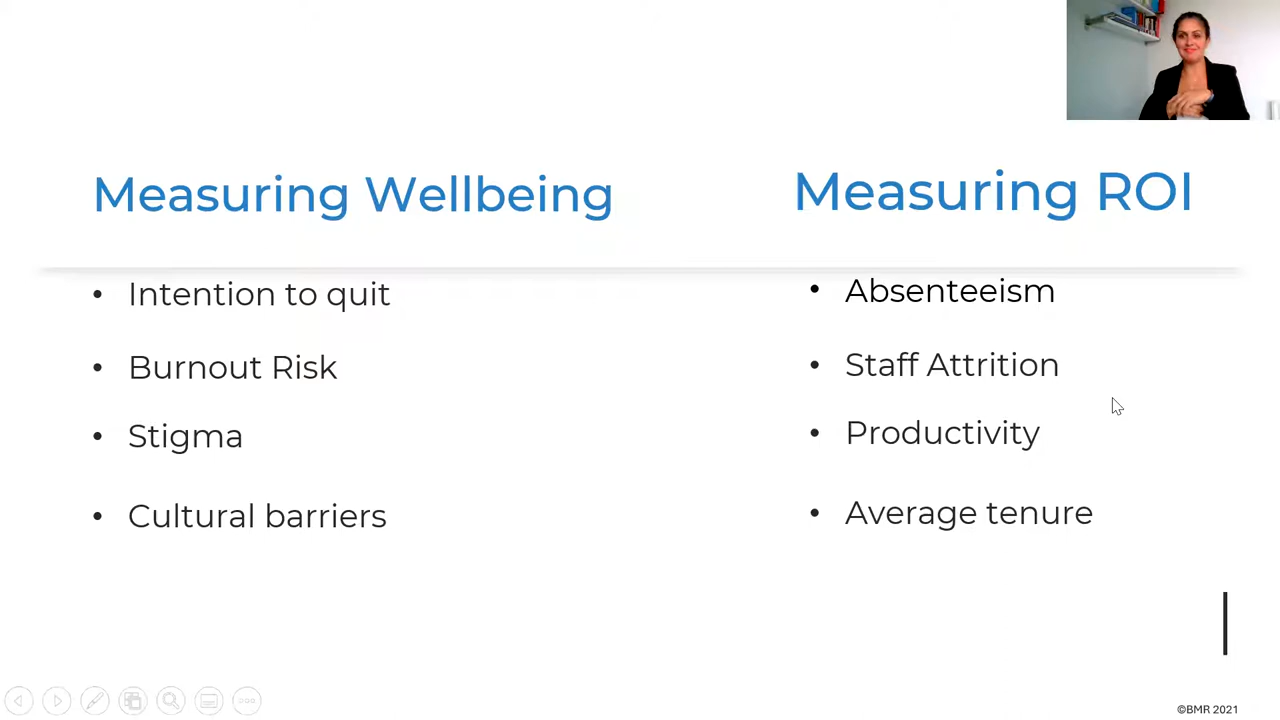 Measuring Wellbeing
• Intention to quit
• Burnout Risk
• Stigma
• Cultural barriers
Measuring ROI
• Absenteeism
• Staff Attrition
• Productivity
• Average tenure
©BMR 2021